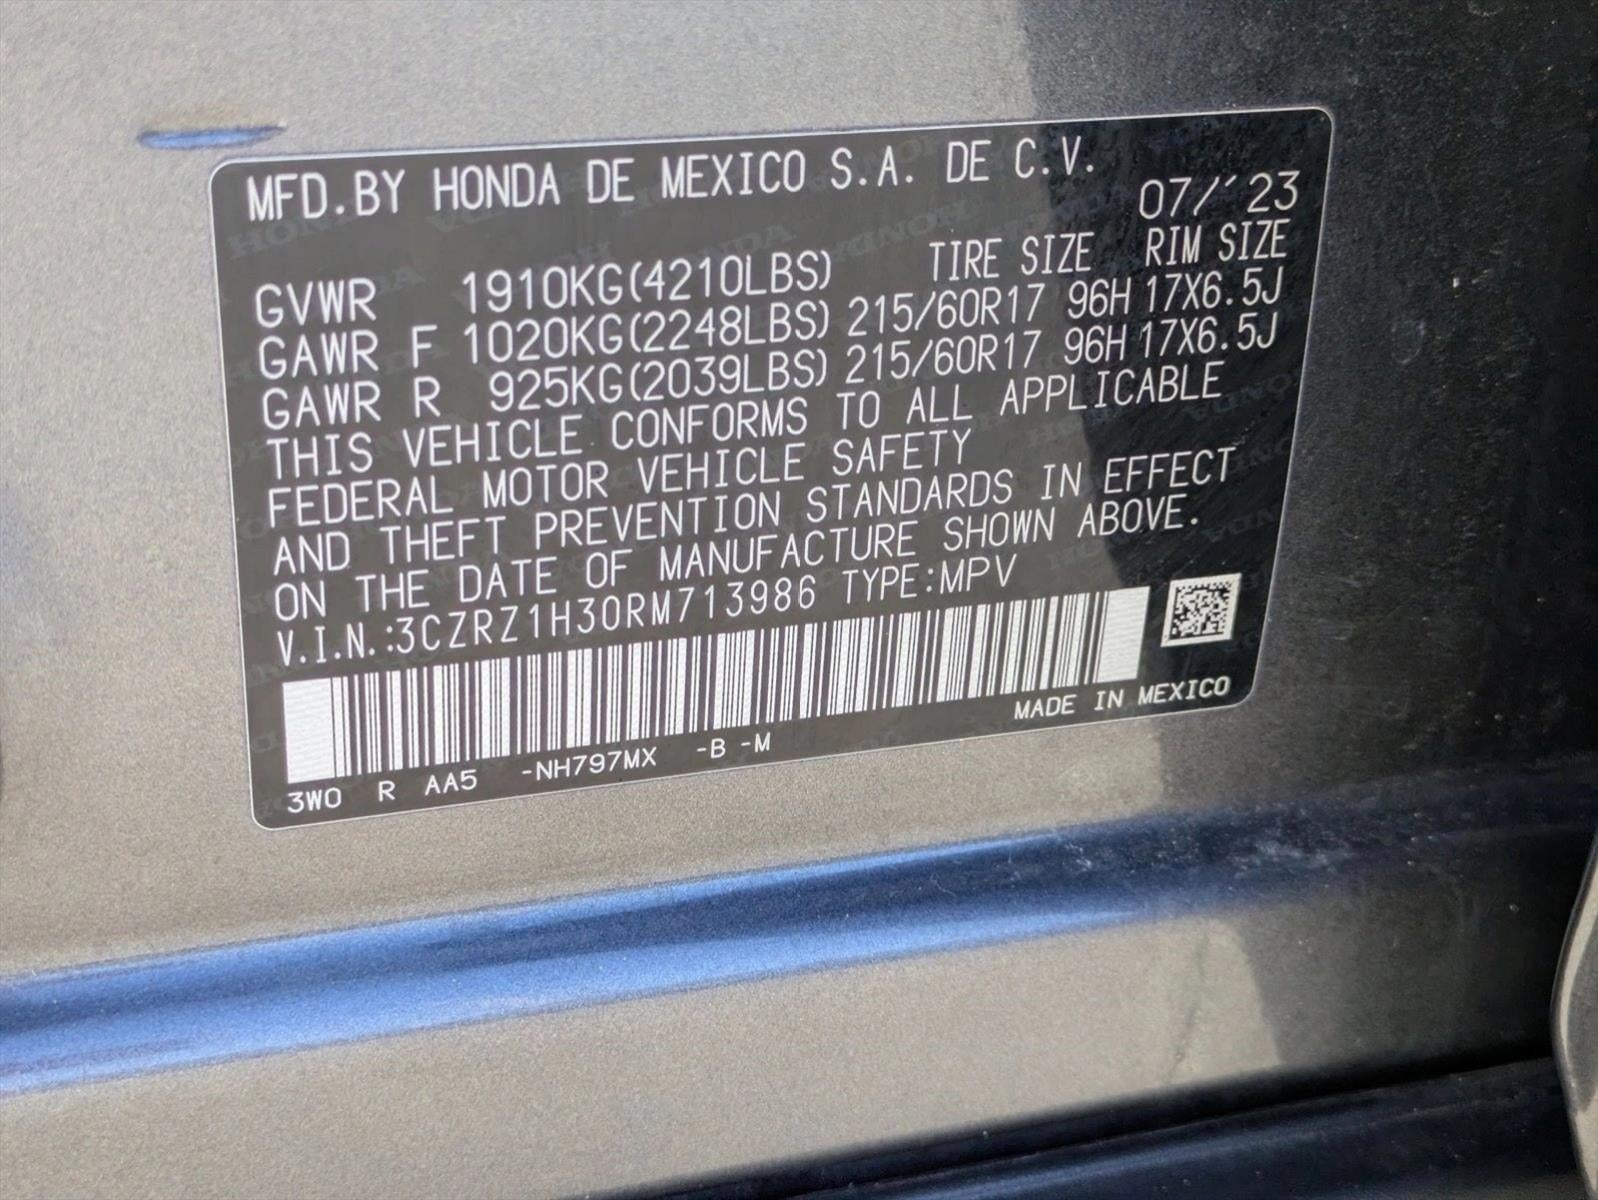 MFD.BY HONDA DE MEXICO S.A. DE C.V.
07/'23
TIRE SIZE RIM SIZE
GVWR 1910KG(4210LBS)
GAWR F 1020KG(2248LBS) 215/60R17 96H 17X6.5J
GAWR R 925KG(2039LBS) 215/60R17 96H 17X6.5J
THIS VEHICLE CONFORMS TO ALL APPLICABLE
FEDERAL MOTOR VEHICLE SAFETY
AND THEFT PREVENTION STANDARDS IN EFFECT
ON THE DATE OF MANUFACTURE SHOWN ABOVE.
V.I.N.:3CZRZ1H30RM713986 TYPE:MPV
MADE IN MEXICO
3W0 R AA5 -NH797MX -B -M